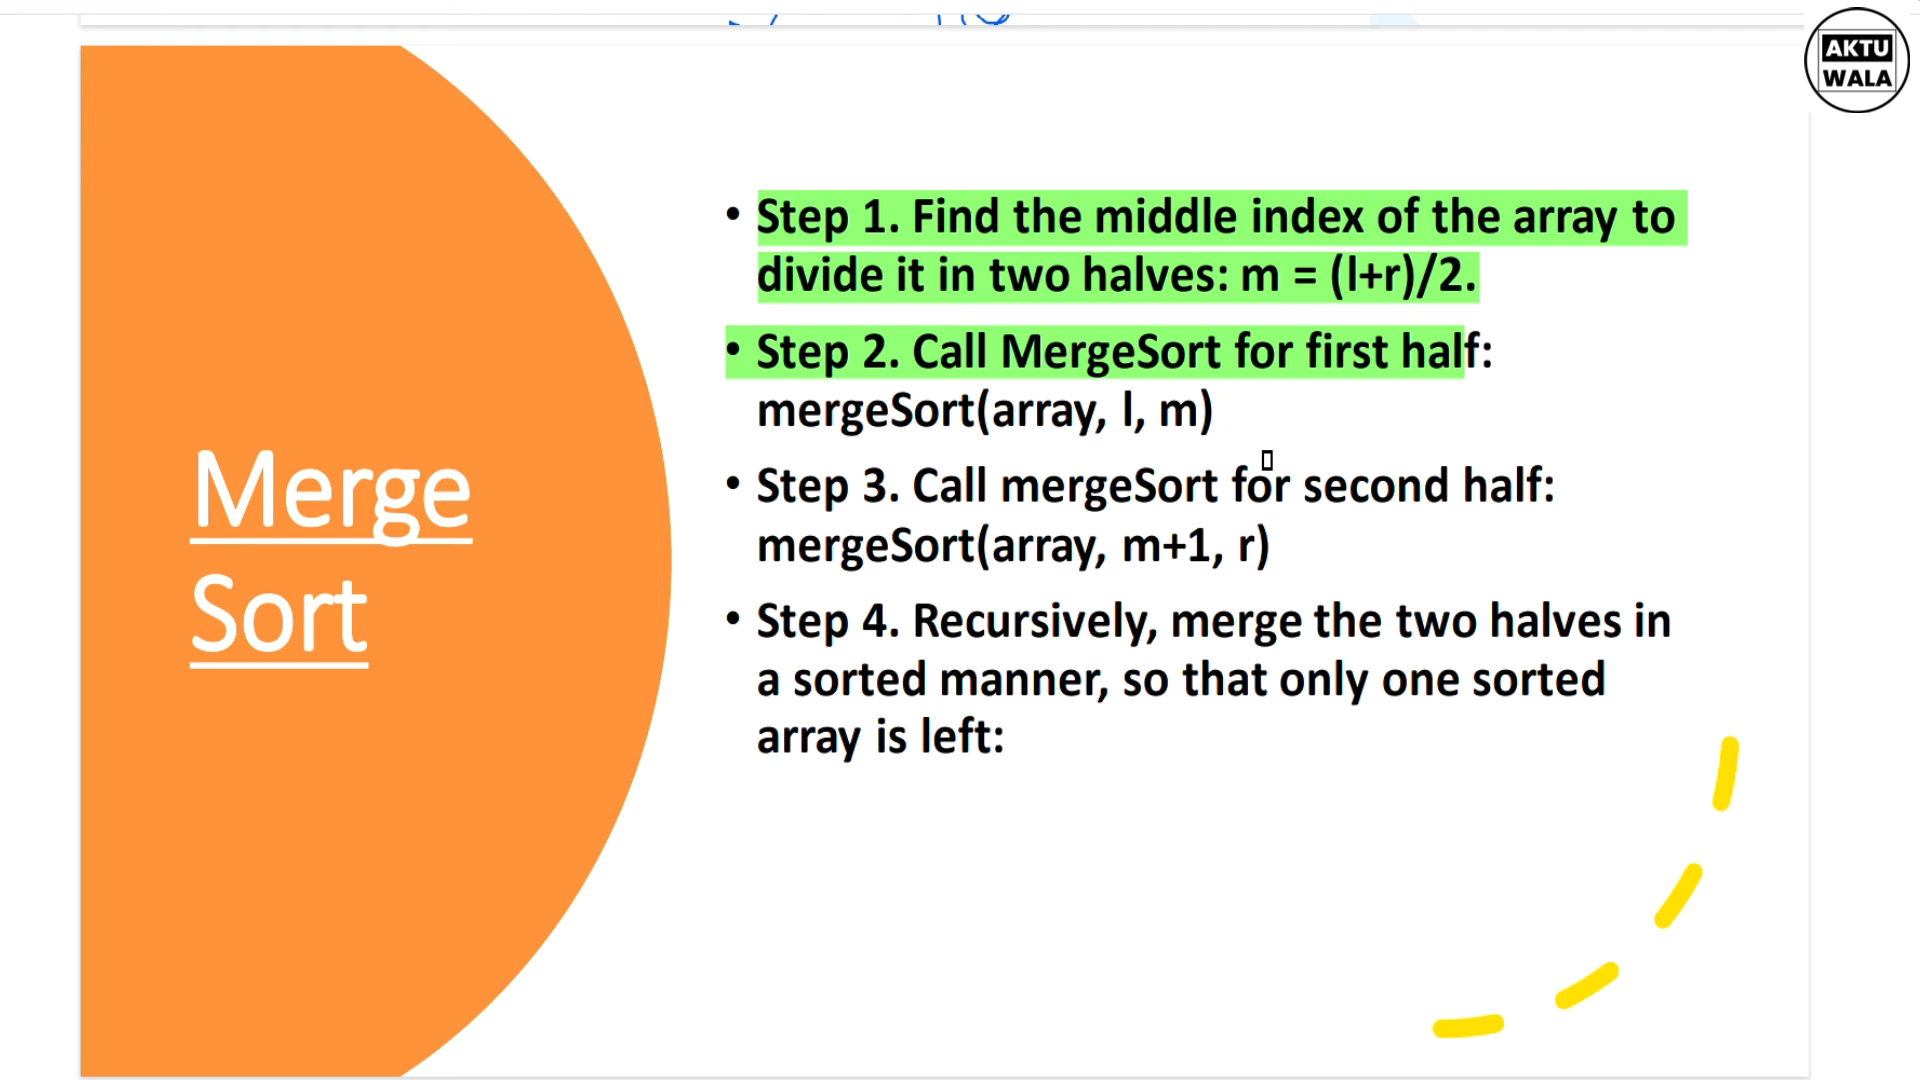 AKTU
WALA
Merge
Sort
• Step 1. Find the middle index of the array to
divide it in two halves: m = (l+r)/2.
• Step 2. Call MergeSort for first half:
mergeSort(array, l, m)
• Step 3. Call mergeSort for second half:
mergeSort(array, m+1, r)
• Step 4. Recursively, merge the two halves in
a sorted manner, so that only one sorted
array is left: